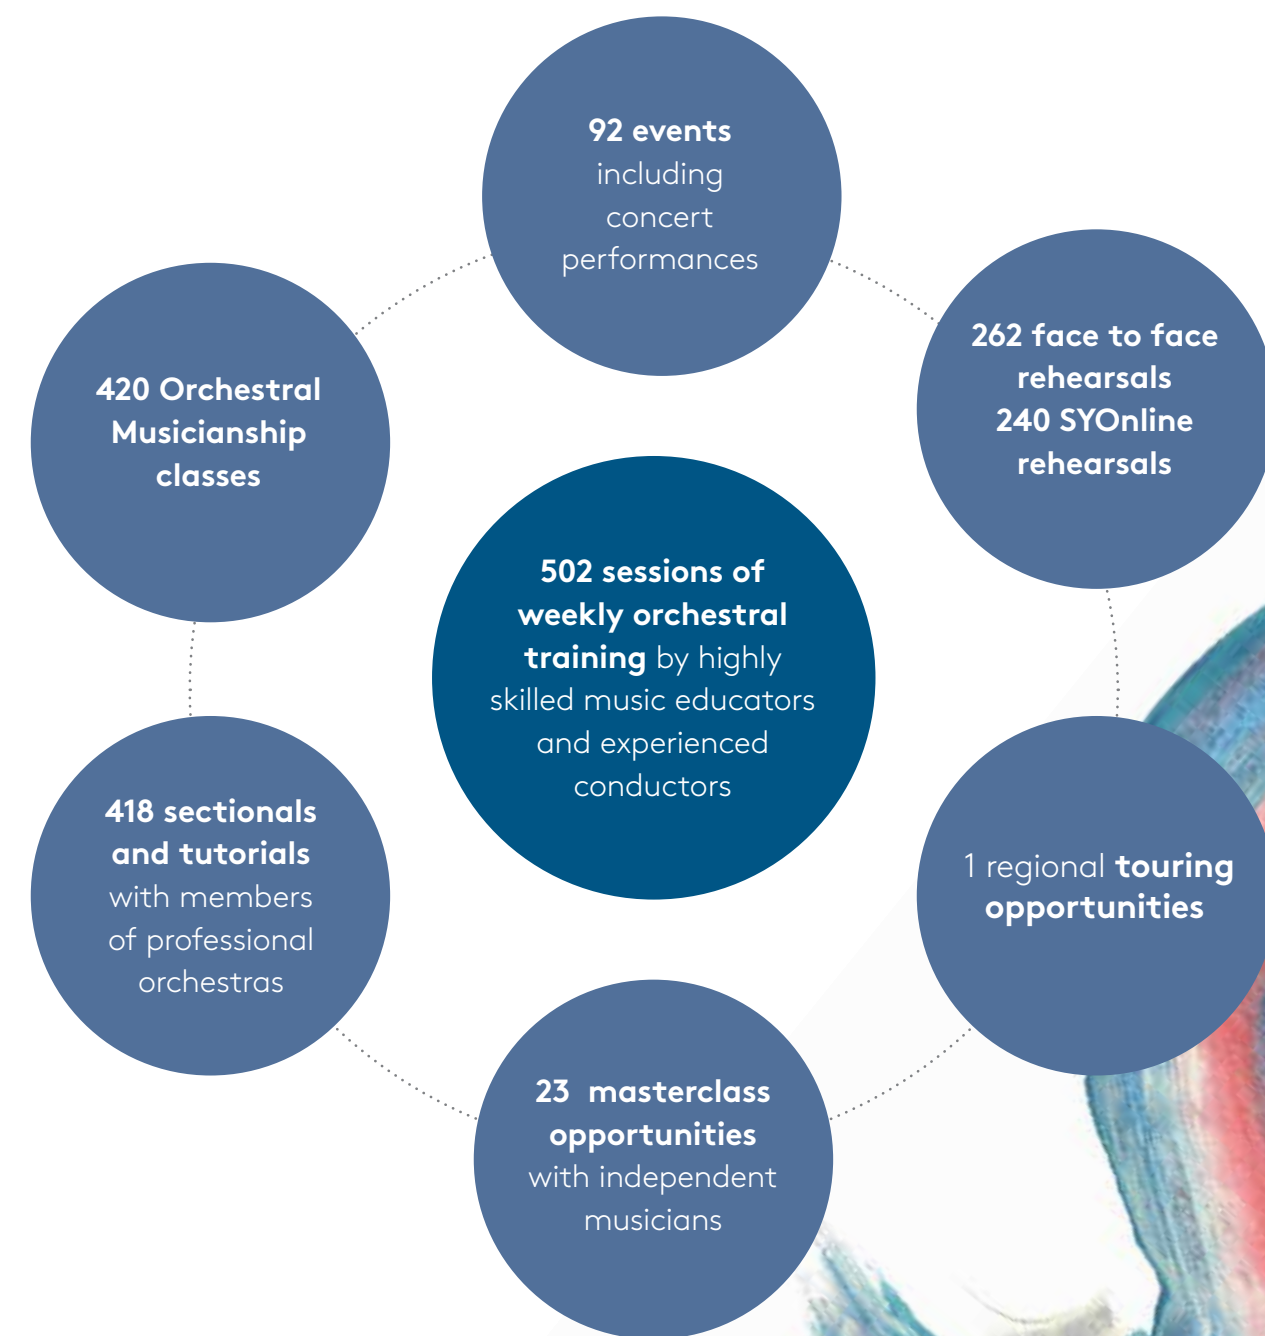 92 events
including
concert
performances
262 face to face
rehearsals
240 SYOnline
rehearsals
420 Orchestral
Musicianship
classes
502 sessions of
weekly orchestral
training by highly
skilled music educators
and experienced
conductors
418 sectionals
and tutorials
with members
of professional
orchestras
1 regional touring
opportunities
23 masterclass
opportunities
with independent
musicians